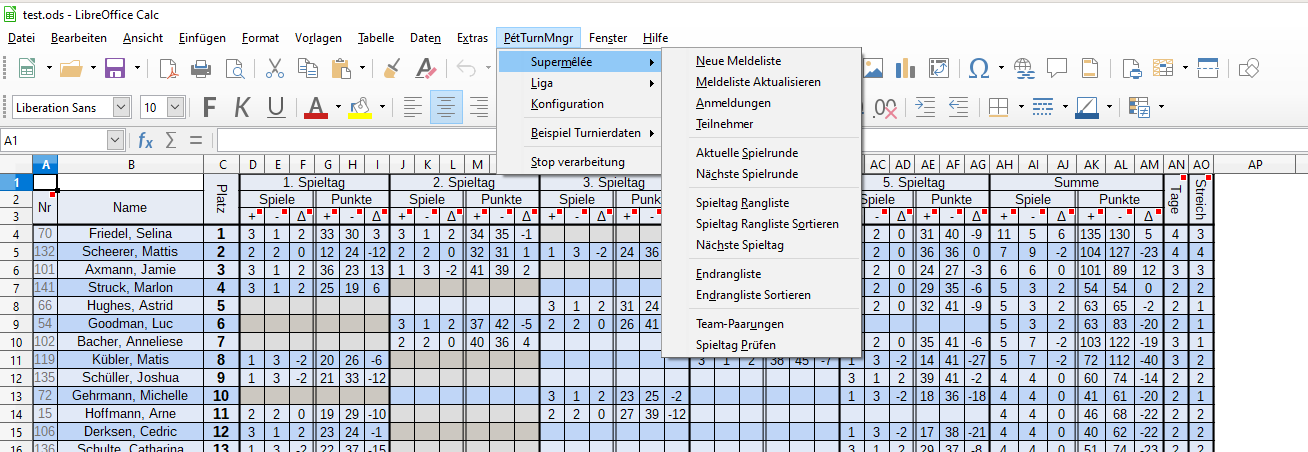 test.ods - LibreOffice Calc
Datei Bearbeiten Ansicht Einfügen Format Vorlagen Tabelle Daten Extras PétTurnMngr Fenster Hilfe
Supermêlée
Liga
Konfiguration
Beispiel Turnierdaten
Stop verarbeitung
Neue Meldeliste
Meldeliste Aktualisieren
Anmeldungen
Teilnehmer
Aktuelle Spielrunde
Nächste Spielrunde
Spieltag Rangliste
Spieltag Rangliste Sortieren
Nächste Spieltag
Endrangliste
Endrangliste Sortieren
Team-Paarungen
Spieltag Prüfen
Liberation Sans 10 F K U A
A1
A B C D E F G H I J K L M AC AD AE AF AG AH AI AJ AK AL AM AN AO AP
1 Platz 1. Spieltag 2. Spieltag 3. Spieltag 5. Spieltag Summe Tage Streich
2 Nr Name Spiele Punkte Spiele Punkte Spiele Punkte Spiele Punkte Spiele Punkte
3 + - Δ + - Δ + - Δ + - Δ + - Δ + - - Δ + - Δ + - Δ + - Δ
4 70 Friedel, Selina 1 3 1 2 33 30 3 3 1 2 34 35 -1 2 0 31 40 -9 11 5 6 135 130 5 4 3
5 132 Scheerer, Mattis 2 2 2 0 12 24 -12 2 2 0 32 31 1 1 3 -2 24 36 2 0 36 36 0 7 9 -2 104 127 -23 4 4
6 101 Axmann, Jamie 3 3 1 2 36 23 13 1 3 -2 41 39 2 2 0 24 27 -3 6 6 0 101 89 12 3 3
7 141 Struck, Marlon 4 3 1 2 25 19 6 2 0 29 35 -6 5 3 2 54 54 0 2 2
8 66 Hughes, Astrid 5 3 1 2 31 24 2 0 32 41 -9 5 3 2 63 65 -2 2 1
9 54 Goodman, Luc 6 3 1 2 37 42 -5 2 2 0 26 41 5 3 2 63 83 -20 2 1
10 102 Bacher, Anneliese 7 2 2 0 40 36 4 2 0 35 41 -6 5 3 2 103 122 -19 3 1
11 119 Kübler, Matis 8 1 3 -2 20 26 -6 3 1 2 38 45 -7 1 3 -2 14 41 -27 5 7 -2 72 112 -40 3 2
12 135 Schüller, Joshua 9 1 3 -2 21 33 -12 3 1 2 39 41 -2 4 4 0 60 74 -14 2 2
13 72 Gehrmann, Michelle 10 3 1 2 23 25 -2 1 3 -2 18 36 -18 4 4 0 41 61 -20 2 1
14 15 Hoffmann, Arne 11 2 2 0 19 29 -10 2 2 0 27 39 -12 4 4 0 46 68 -22 2 2
15 106 Derksen, Cedric 12 3 1 2 23 24 -1 1 3 -2 17 38 -21 4 4 0 40 62 -22 2 2
16 136 Schulte, Catharina 13 1 3 -2 22 37 -15 3 1 2 29 37 -8 4 4 0 51 74 -23 2 2